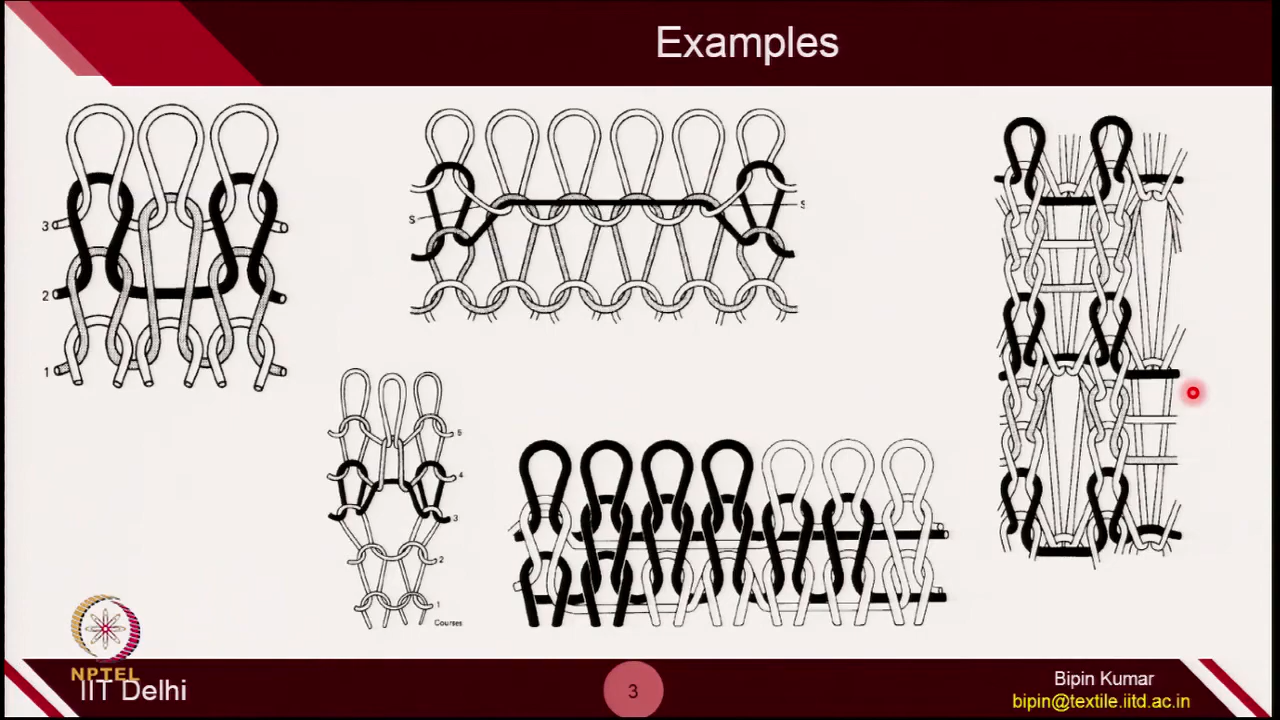 Examples
3
2
1
S
S
5
4
3
2
1
Courses
NPTEL
IIT Delhi
3
Bipin Kumar
bipin@textile.iitd.ac.in